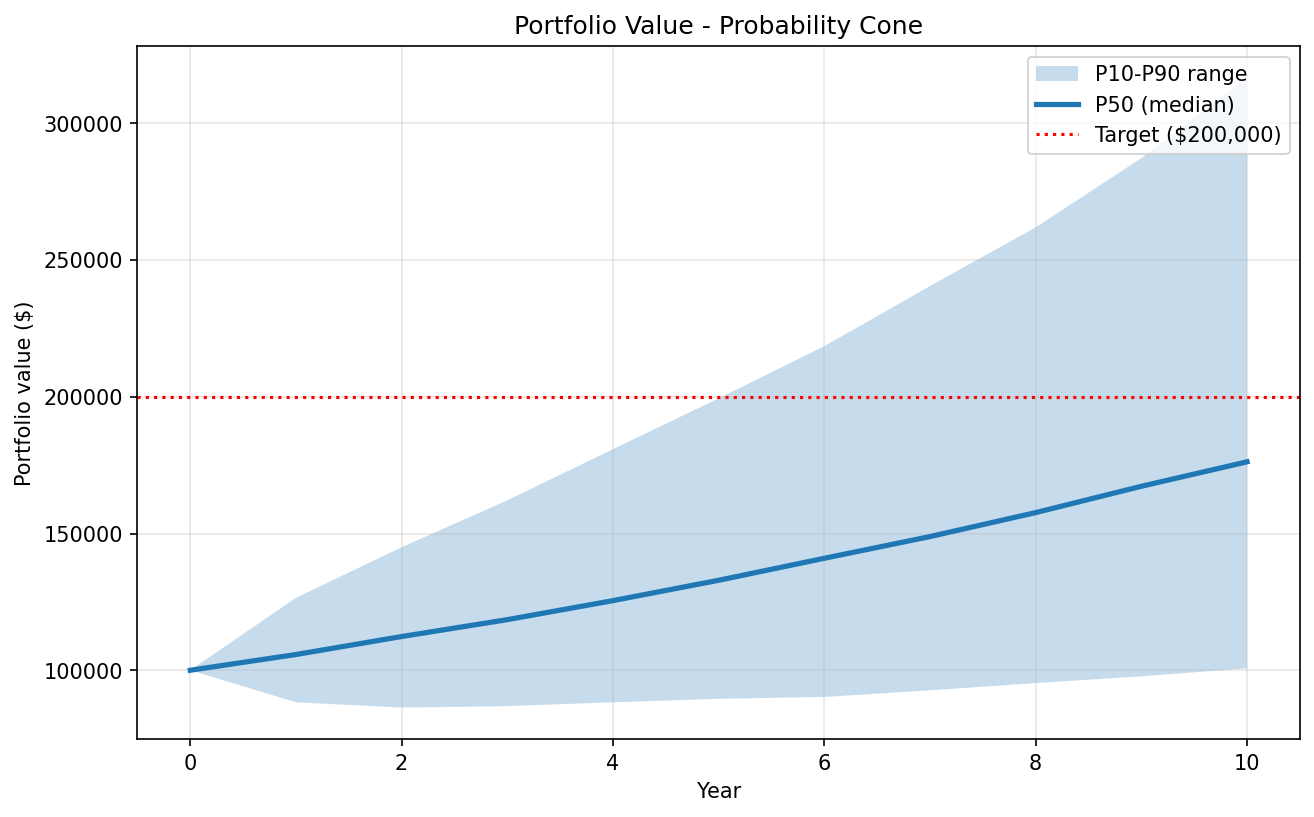 Portfolio Value - Probability Cone
P10-P90 range
P50 (median)
Target ($200,000)
Portfolio value ($)
300000
250000
200000
150000
100000
0 2 4 6 8 10
Year